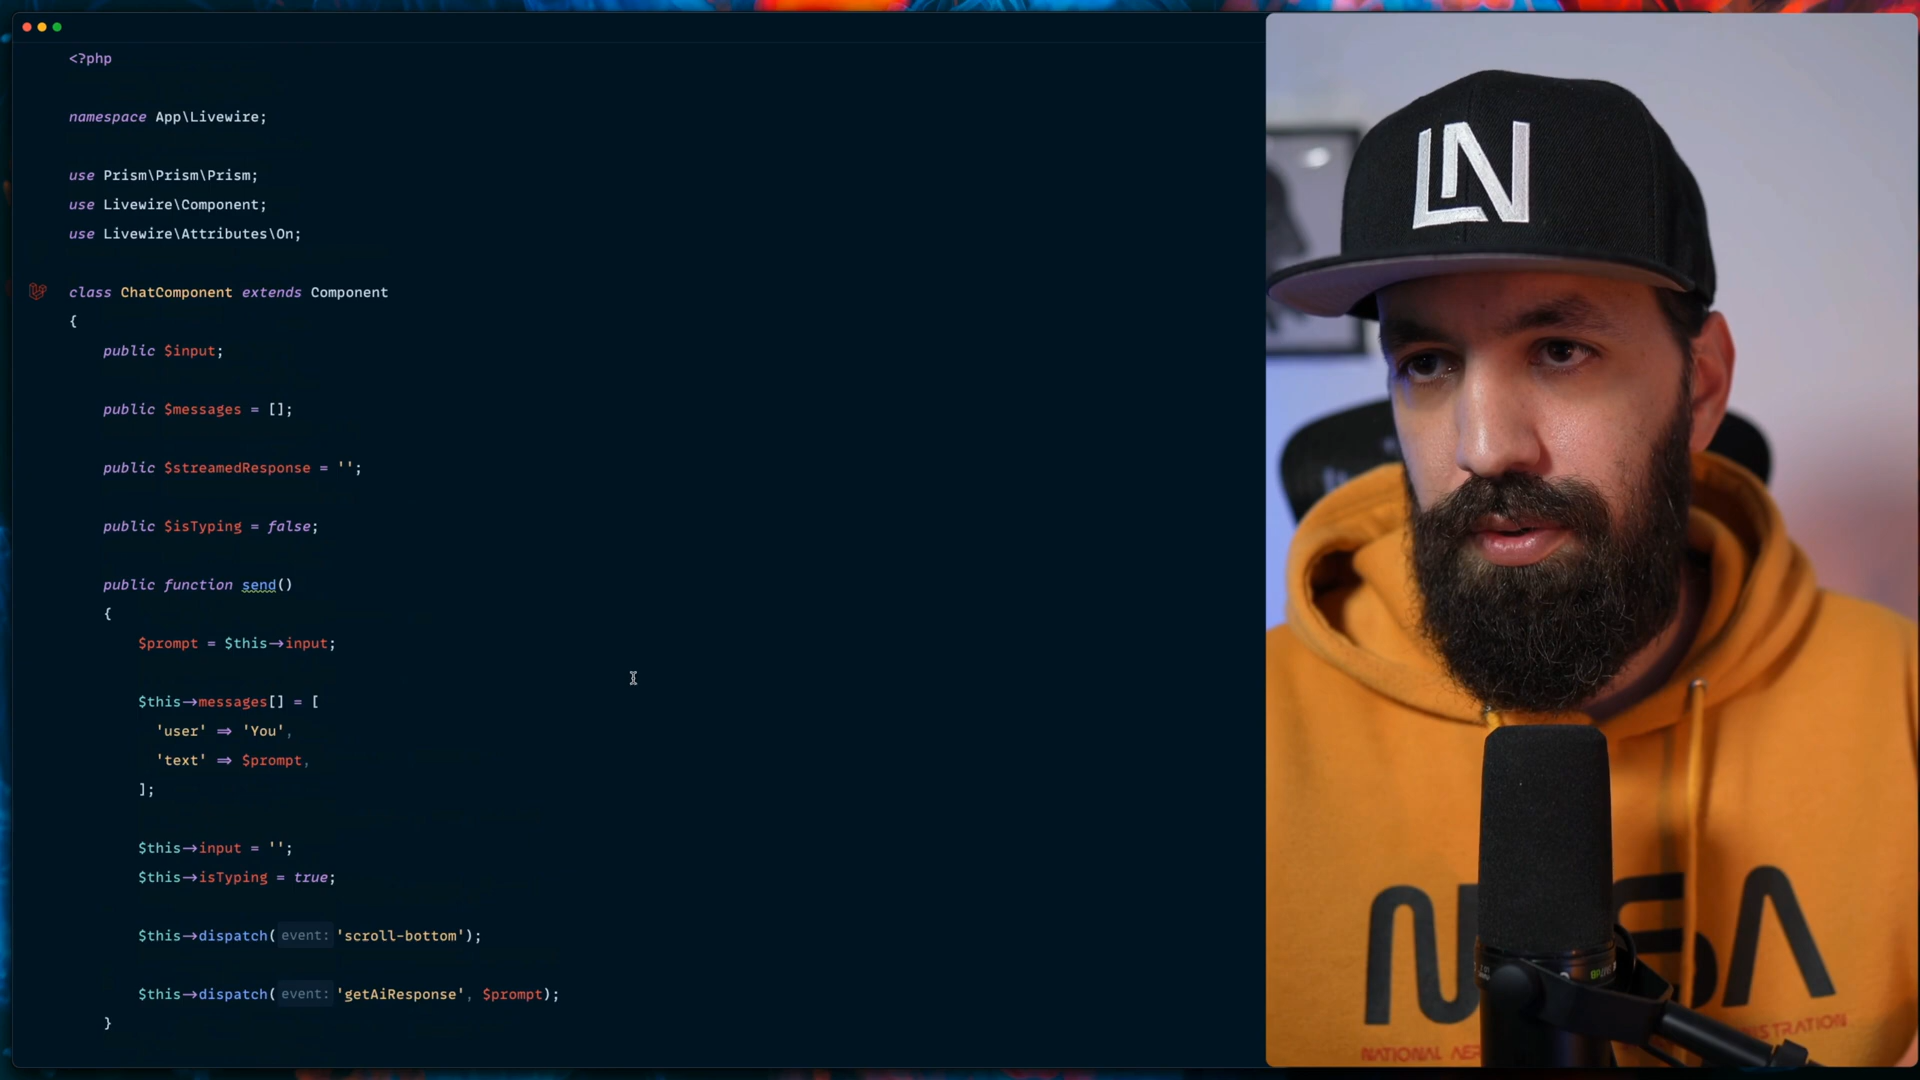 <?php
namespace App\Livewire;
use Prism\Prism\Prism;
use Livewire\Component;
use Livewire\Attributes\On;
class ChatComponent extends Component
{
public $input;
public $messages = [];
public $streamedResponse = '';
public $isTyping = false;
public function send()
{
$prompt = $this->input;
$this->messages[] = [
'user' => 'You',
'text' => $prompt,
];
$this->input = '';
$this->isTyping = true;
$this->dispatch( event: 'scroll-bottom');
$this->dispatch( event: 'getAiResponse', $prompt);
}
LN
NASA
NATIONAL